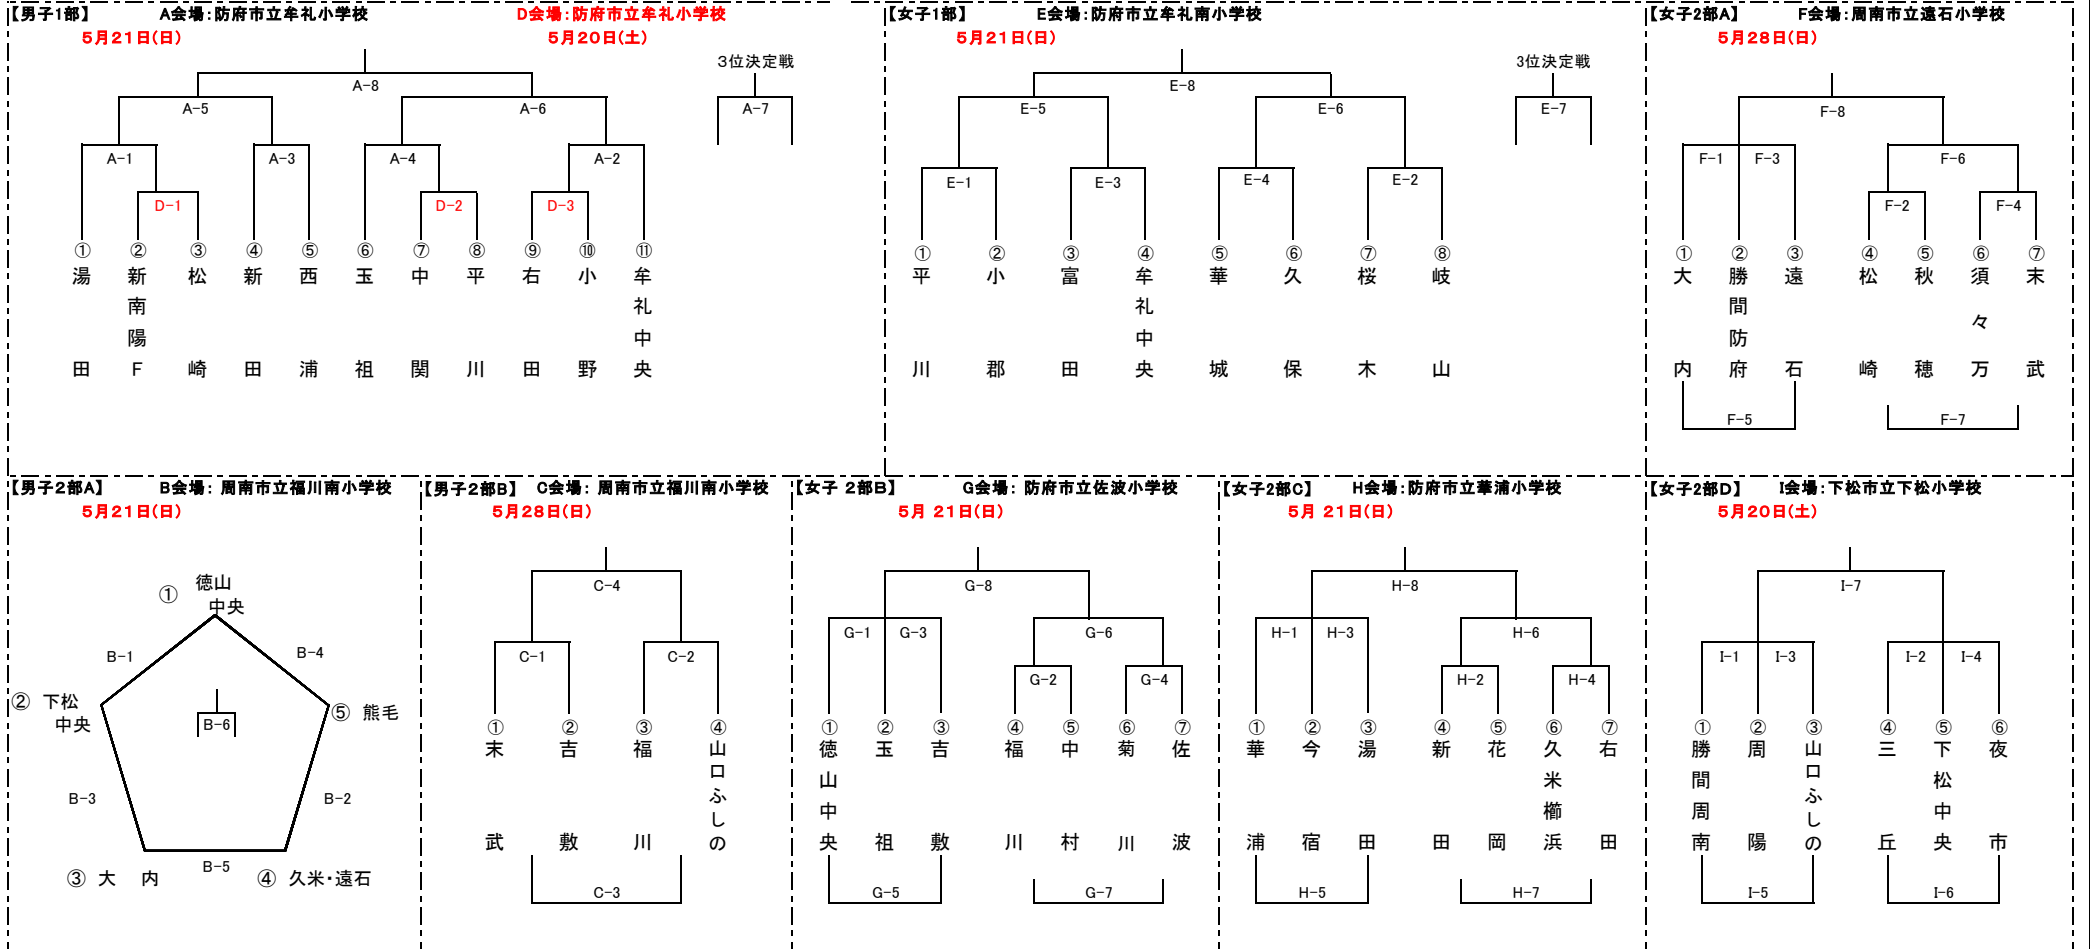 【男子1部】 A会場：防府市立牟礼小学校 D会場：防府市立牟礼小学校
5月21日(日) 5月20日(土)
3位決定戦
A-8
A-5 A-6 A-7
A-1 A-3 A-4 A-2
D-1 D-2 D-3
① ② ③ ④ ⑤ ⑥ ⑦ ⑧ ⑨ ⑩ ⑪
湯田
新南陽F
松崎
新田
西浦
玉祖
中関
平川
右田
小野
牟礼中央
【女子1部】 E会場：防府市立牟礼南小学校
5月21日(日)
3位決定戦
E-8
E-5 E-6 E-7
E-1 E-3 E-4 E-2
① ② ③ ④ ⑤ ⑥ ⑦ ⑧
平川
小郡
富田
牟礼中央
華城
久保
桜木
岐山
【女子2部A】 F会場：周南市立遠石小学校
5月28日(日)
F-8
F-1 F-3 F-6
F-2 F-4
① ② ③ ④ ⑤ ⑥ ⑦
大内
勝間防府
遠石
松崎
秋穂
須々万
末武
F-5 F-7
【男子2部A】 B会場： 周南市立福川南小学校
5月21日(日)
① 徳山
中央
B-1 B-4
② 下松
中央
B-6
⑤ 熊毛
B-3 B-2
B-5
③ 大 内 ④ 久米・遠石
【男子2部B】 C会場： 周南市立福川南小学校
5月28日(日)
C-4
C-1 C-2
① ② ③ ④
末武
吉敷
福川
山口ふしの
C-3
【女子 2部B】 G会場： 防府市立佐波小学校
5月 21日(日)
G-8
G-1 G-3 G-6
G-2 G-4
① ② ③ ④ ⑤ ⑥ ⑦
徳山中央
玉祖
吉敷
福川
中村
菊川
佐波
G-5 G-7
【女子2部C】 H会場：防府市立華浦小学校
5月 21日(日)
H-8
H-1 H-3 H-6
H-2 H-4
① ② ③ ④ ⑤ ⑥ ⑦
華浦
今宿
湯田
新田
花岡
久米櫛浜
右田
H-5 H-7
【女子2部D】 I会場：下松市立下松小学校
5月20日(土)
I-7
I-1 I-3 I-2 I-4
① ② ③ ④ ⑤ ⑥
勝間周南
周陽
山口ふしの
三丘
下松中央
夜市
I-5 I-6